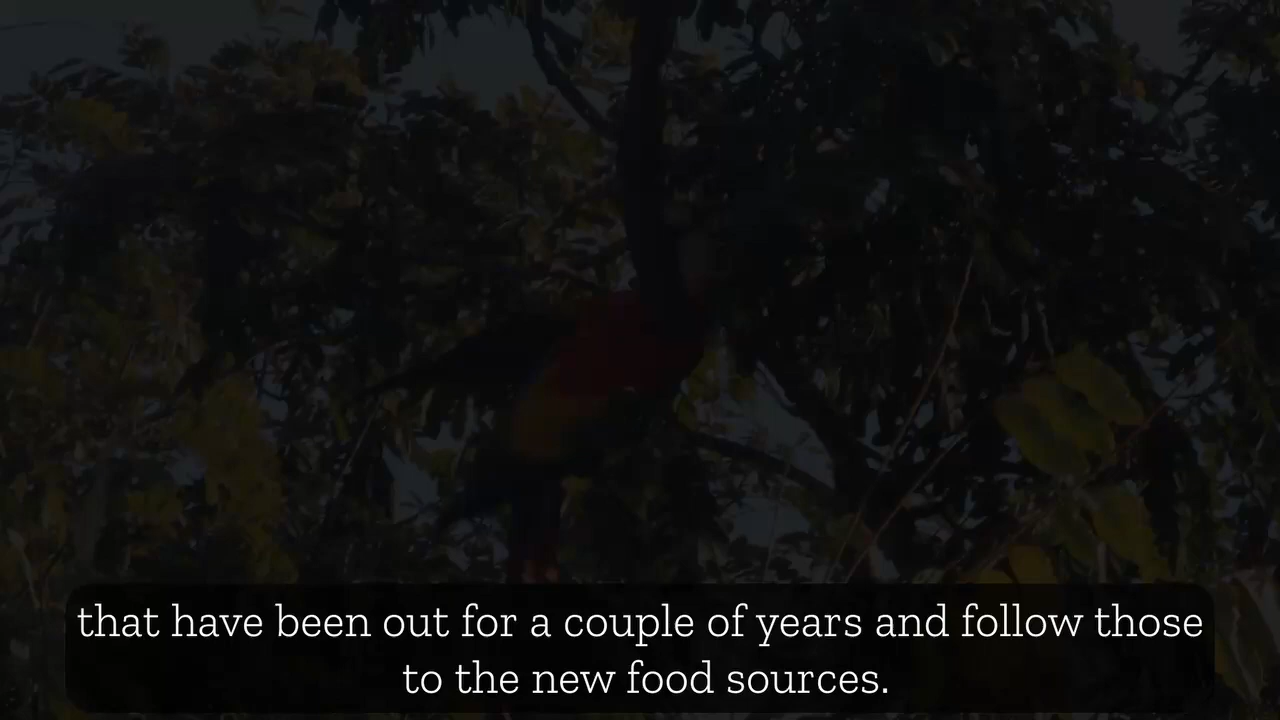 that have been out for a couple of years and follow those
to the new food sources.